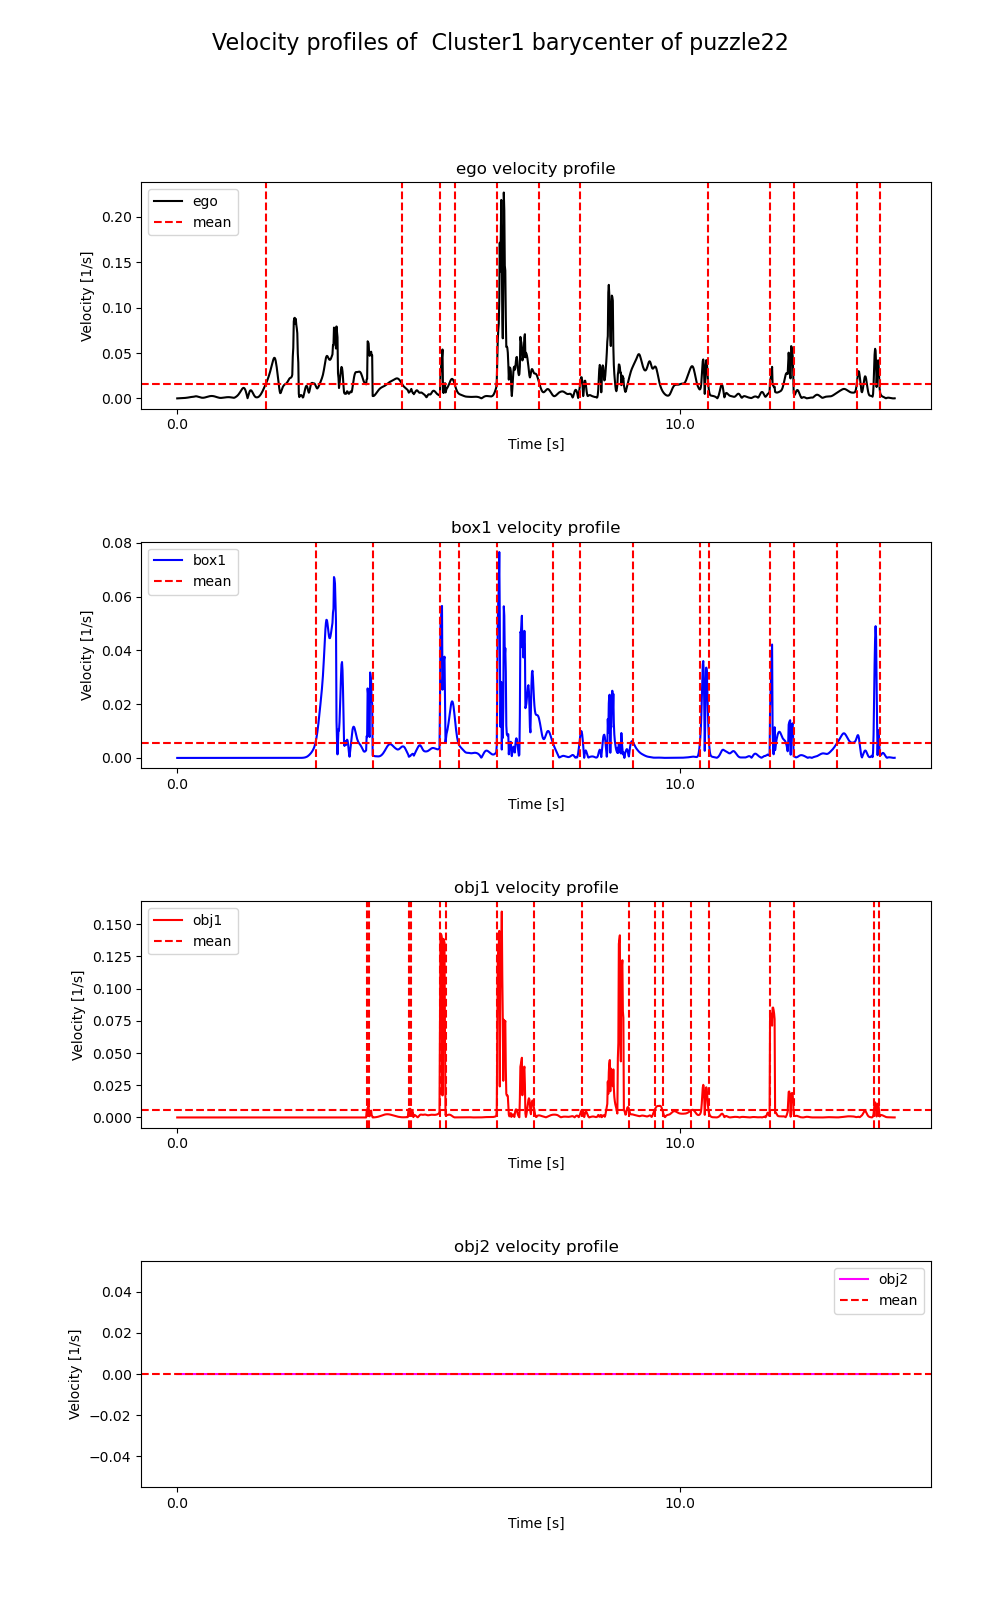 Velocity profiles of  Cluster1 barycenter of puzzle22
ego velocity profile
ego
mean
0.20
0.15
0.10
0.05
0.00
Velocity [1/s]
0.0
10.0
Time [s]
box1 velocity profile
box1
mean
0.08
0.06
0.04
0.02
0.00
Velocity [1/s]
0.0
10.0
Time [s]
obj1 velocity profile
obj1
mean
0.150
0.125
0.100
0.075
0.050
0.025
0.000
Velocity [1/s]
0.0
10.0
Time [s]
obj2 velocity profile
obj2
mean
0.04
0.02
0.00
−0.02
−0.04
Velocity [1/s]
0.0
10.0
Time [s]